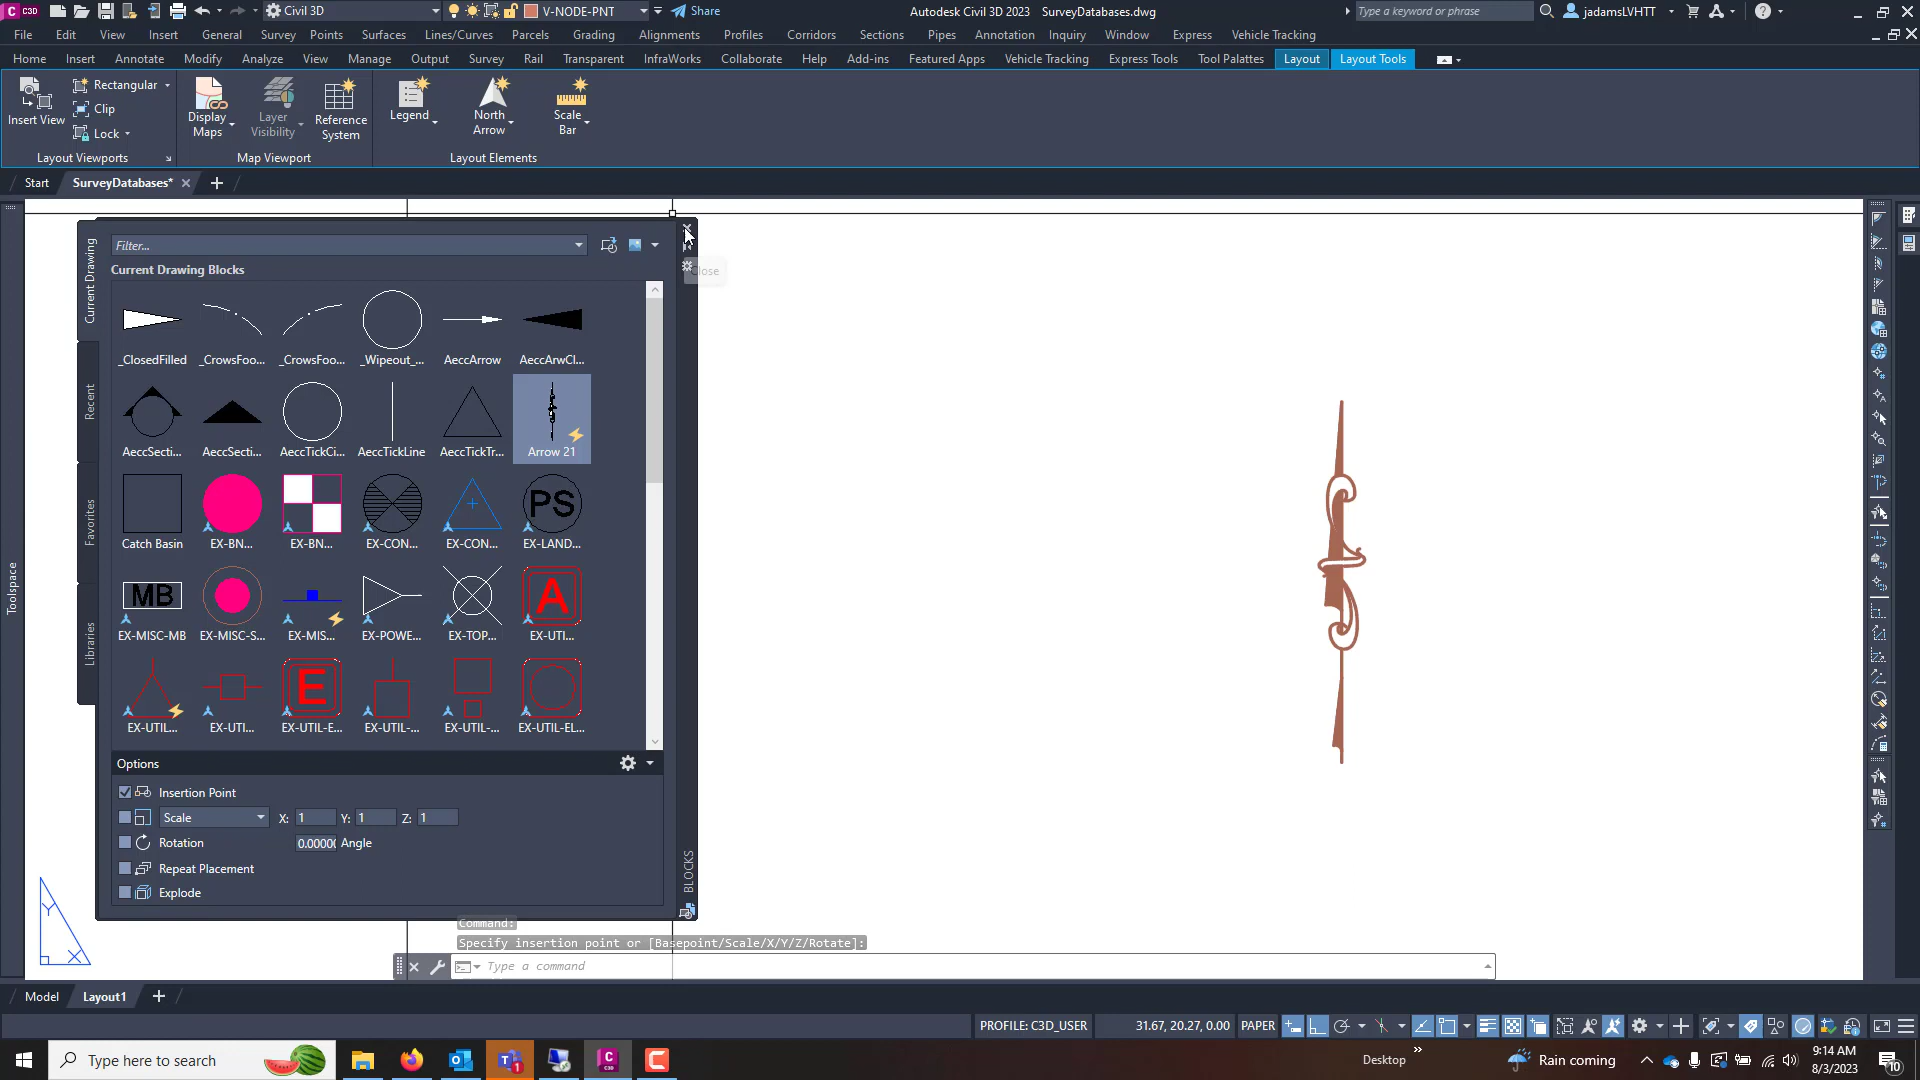 C3D
Civil 3D
V-NODE-PNT
Share
Autodesk Civil 3D 2023 SurveyDatabases.dwg
Type a keyword or phrase
jadamsLVHTT
File Edit View Insert General Survey Points Surfaces Lines/Curves Parcels Grading Alignments Profiles Corridors Sections Pipes Annotation Inquiry Window Express Vehicle Tracking
Home Insert Annotate Modify Analyze View Manage Output Survey Rail Transparent InfraWorks Collaborate Help Add-ins Featured Apps Vehicle Tracking Express Tools Tool Palettes Layout Layout Tools
Insert View
Rectangular
Clip
Lock
Display Maps
Layer Visibility
Reference System
Legend
North Arrow
Scale Bar
Layout Viewports
Map Viewport
Layout Elements
Start
SurveyDatabases*
Toolspace
Current Drawing
Recent
Favorites
Libraries
Filter...
Close
Current Drawing Blocks
_ClosedFilled _CrowsFoo... _CrowsFoo... _Wipeout_... AeccArrow AeccArwCl...
AeccSecti... AeccSecti... AeccTickCi... AeccTickLine AeccTickTr... Arrow 21
PS
Catch Basin EX-BN... EX-BN... EX-CON... EX-CON... EX-LAND...
MB A
EX-MISC-MB EX-MISC-S... EX-MIS... EX-POWE... EX-TOP... EX-UTI...
E
EX-UTIL... EX-UTI... EX-UTIL-E... EX-UTIL-... EX-UTIL-... EX-UTIL-EL...
Options
Insertion Point
Scale X: 1 Y: 1 Z: 1
Rotation 0.0000 Angle
Repeat Placement
Explode
BLOCKS
Y
X
Command:
Specify insertion point or [Basepoint/Scale/X/Y/Z/Rotate]:
Type a command
Model Layout1
PROFILE: C3D_USER 31.67, 20.27, 0.00 PAPER
Type here to search
Desktop
Rain coming
9:14 AM
8/3/2023
10